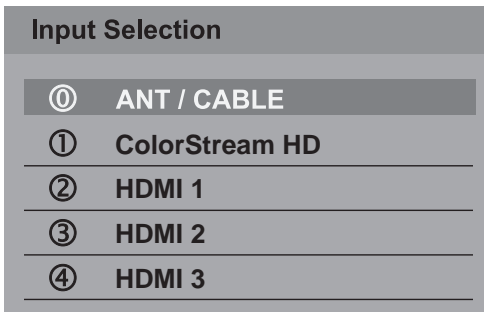 Input Selection
⓪ ANT / CABLE
① ColorStream HD
② HDMI 1
③ HDMI 2
④ HDMI 3